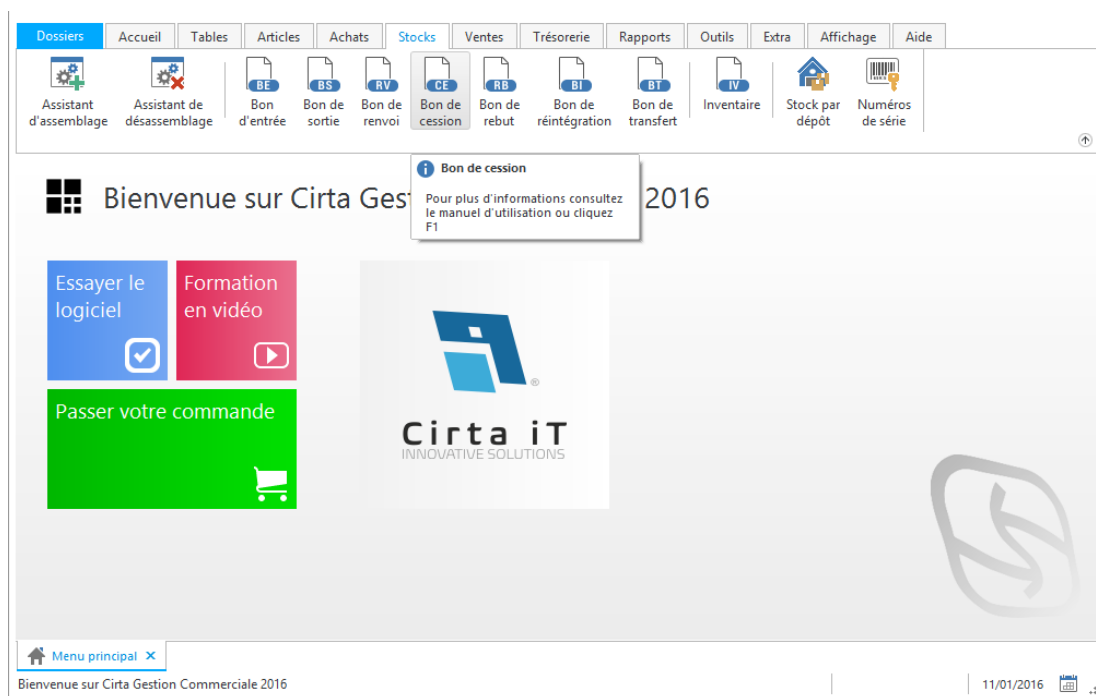 Dossiers Accueil Tables Articles Achats Stocks Ventes Trésorerie Rapports Outils Extra Affichage Aide
BE BS RV CE RB BI BT IV
Assistant Assistant de Bon Bon de Bon de Bon de Bon de Bon de Bon de Inventaire Stock par Numéros
d'assemblage désassemblage d'entrée sortie renvoi cession rebut réintégration transfert dépôt de série
Bon de cession
Pour plus d'informations consultez
le manuel d'utilisation ou cliquez
F1
Bienvenue sur Cirta Ges 2016
Essayer le
logiciel
Formation
en vidéo
Passer votre commande
®
Cirta iT
INNOVATIVE SOLUTIONS
Menu principal
Bienvenue sur Cirta Gestion Commerciale 2016 11/01/2016